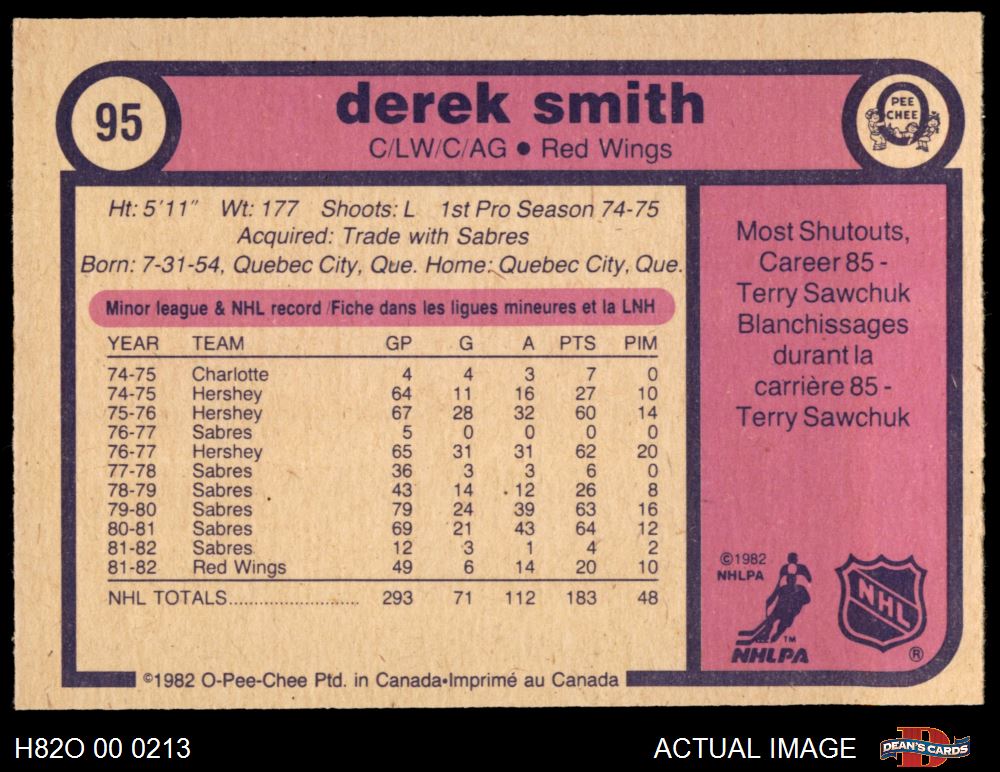 95
derek smith
C/LW/C/AG ● Red Wings
PEE
CHEE
Ht: 5'11" Wt: 177 Shoots: L 1st Pro Season 74-75
Acquired: Trade with Sabres
Born: 7-31-54, Quebec City, Que. Home: Quebec City, Que.
Minor league & NHL record /Fiche dans les ligues mineures et la LNH
YEAR TEAM GP G A PTS PIM
74-75 Charlotte 4 4 3 7 0
74-75 Hershey 64 11 16 27 10
75-76 Hershey 67 28 32 60 14
76-77 Sabres 5 0 0 0 0
76-77 Hershey 65 31 31 62 20
77-78 Sabres 36 3 3 6 0
78-79 Sabres 43 14 12 26 8
79-80 Sabres 79 24 39 63 16
80-81 Sabres 69 21 43 64 12
81-82 Sabres 12 3 1 4 2
81-82 Red Wings 49 6 14 20 10
NHL TOTALS.......................... 293 71 112 183 48
Most Shutouts,
Career 85 -
Terry Sawchuk
Blanchissages
durant la
carrière 85 -
Terry Sawchuk
©1982
NHLPA
TM
NHLPA
NHL
®
©1982 O-Pee-Chee Ptd. in Canada•Imprimé au Canada
H82O 00 0213
ACTUAL IMAGE
D
DEAN'S CARDS